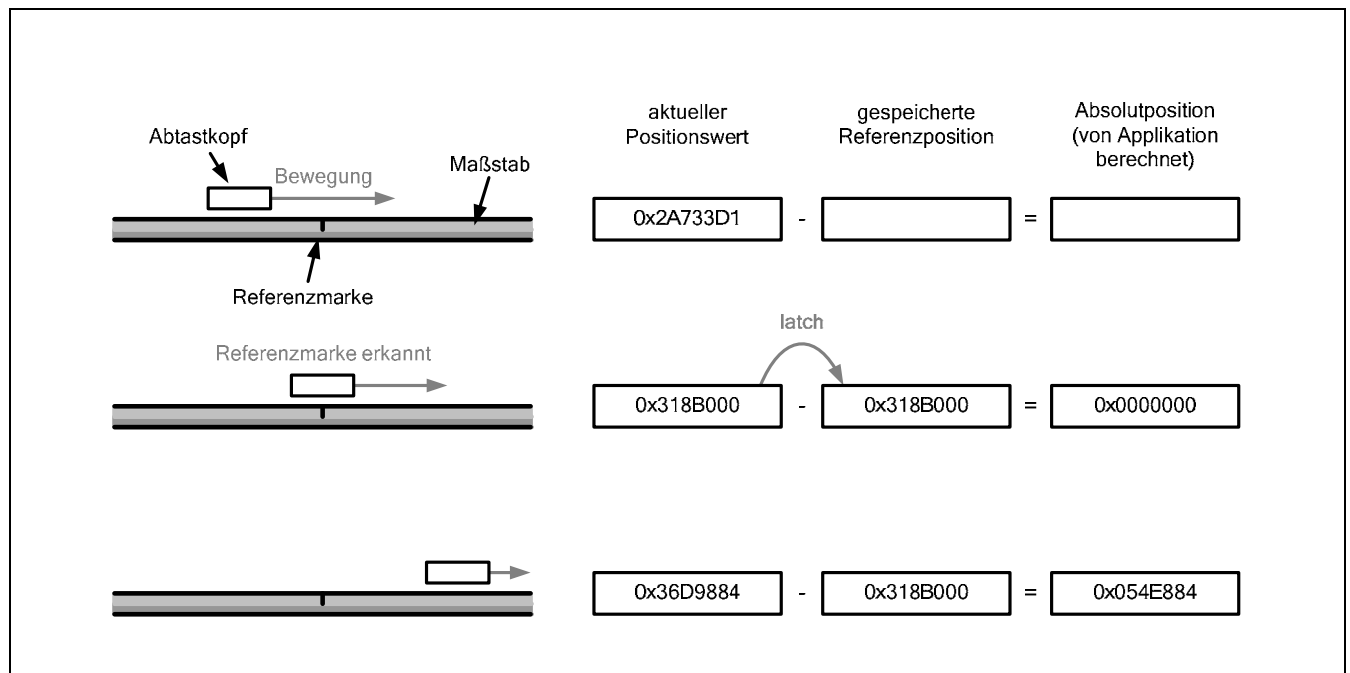 aktueller
Positionswert
gespeicherte
Referenzposition
Absolutposition
(von Applikation
berechnet)
Abtastkopf
Bewegung
Maßstab
0x2A733D1
-
=
Referenzmarke
latch
Referenzmarke erkannt
0x318B000
-
0x318B000
=
0x0000000
0x36D9884
-
0x318B000
=
0x054E884